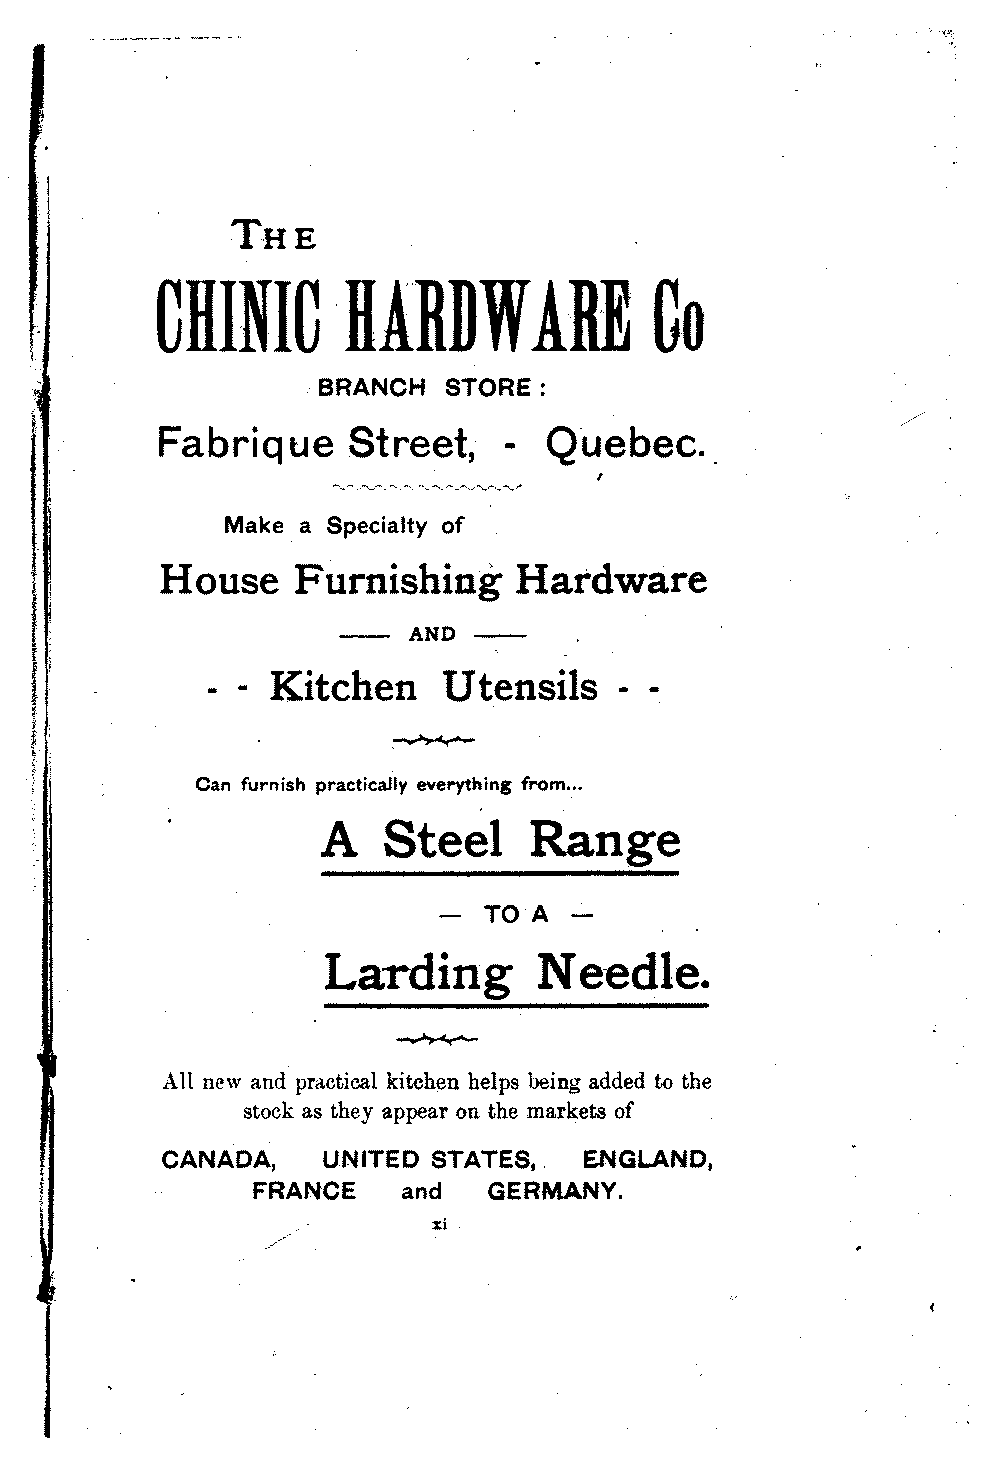 THE
CHINIC HARDWARE Co
BRANCH STORE:
Fabrique Street, - Quebec.
Make a Specialty of
House Furnishing Hardware
— AND —
- - Kitchen Utensils - -
Can furnish practically everything from...
A Steel Range
— TO A —
Larding Needle.
All new and practical kitchen helps being added to the
stock as they appear on the markets of
CANADA, UNITED STATES, ENGLAND,
FRANCE and GERMANY.
xi